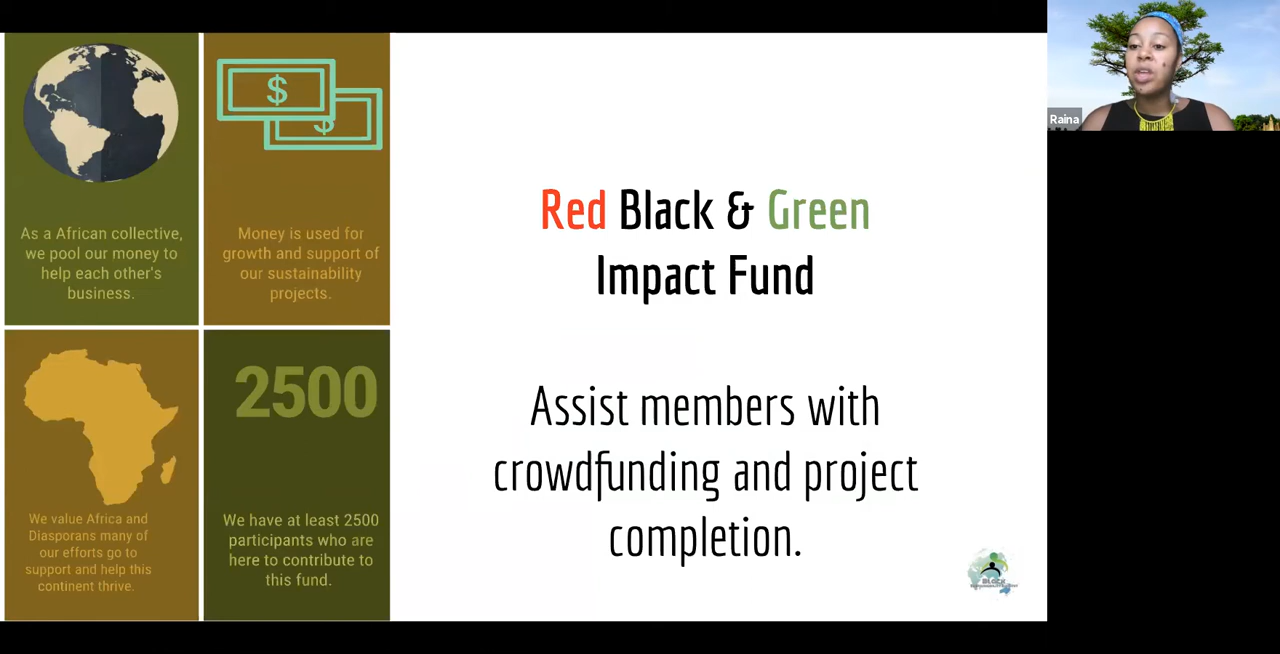 $
$
As a African collective,
we pool our money to
help each other's
business.
Money is used for
growth and support of
our sustainability
projects.
We value Africa and
Diasporans many of
our efforts go to
support and help this
continent thrive.
2500
We have at least 2500
participants who are
here to contribute to
this fund.
Red Black & Green
Impact Fund
Assist members with
crowdfunding and project
completion.
Raina